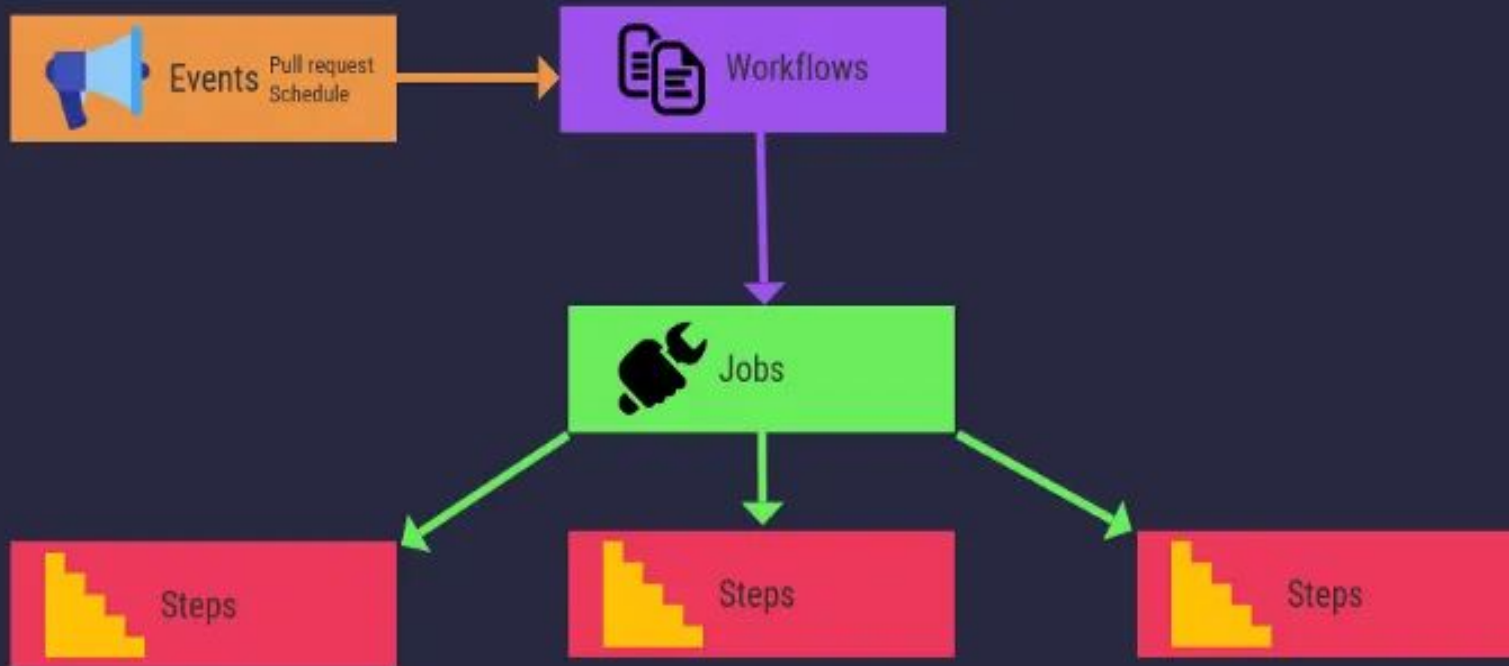 Events
Pull request
Schedule
Workflows
Jobs
Steps
Steps
Steps